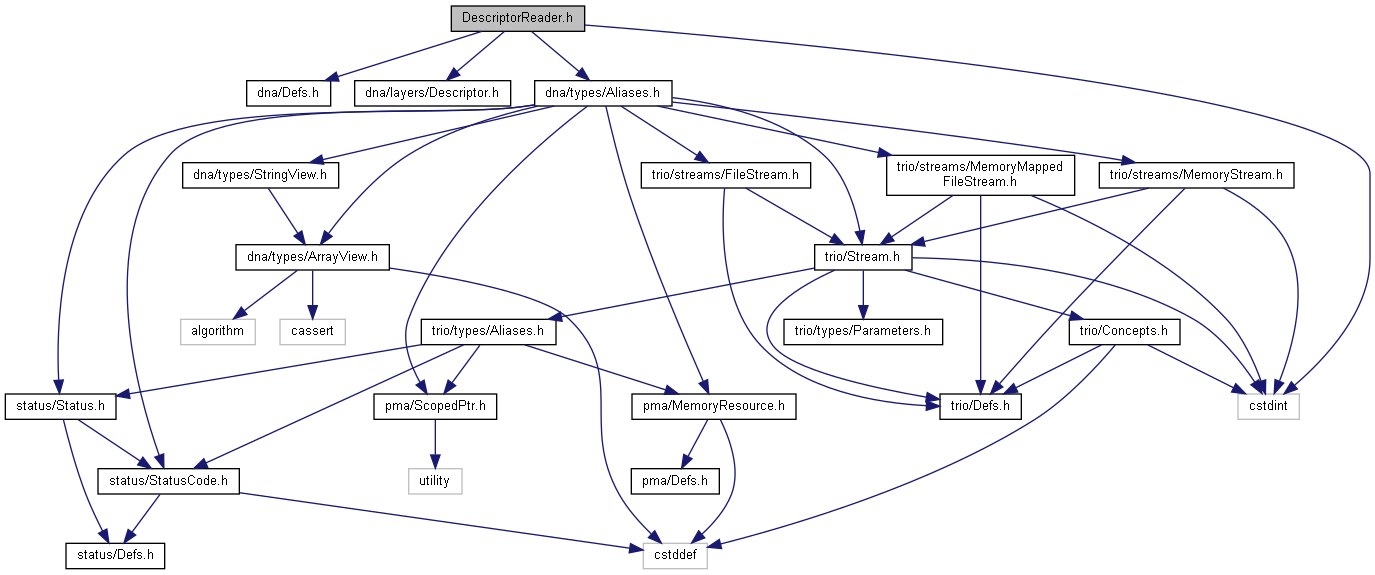 DescriptorReader.h
dna/Defs.h
dna/layers/Descriptor.h
dna/types/Aliases.h
dna/types/StringView.h
trio/streams/FileStream.h
trio/streams/MemoryMapped
FileStream.h
trio/streams/MemoryStream.h
dna/types/ArrayView.h
trio/Stream.h
algorithm
cassert
trio/types/Aliases.h
trio/types/Parameters.h
trio/Concepts.h
status/Status.h
pma/ScopedPtr.h
pma/MemoryResource.h
trio/Defs.h
cstdint
status/StatusCode.h
utility
pma/Defs.h
status/Defs.h
cstddef